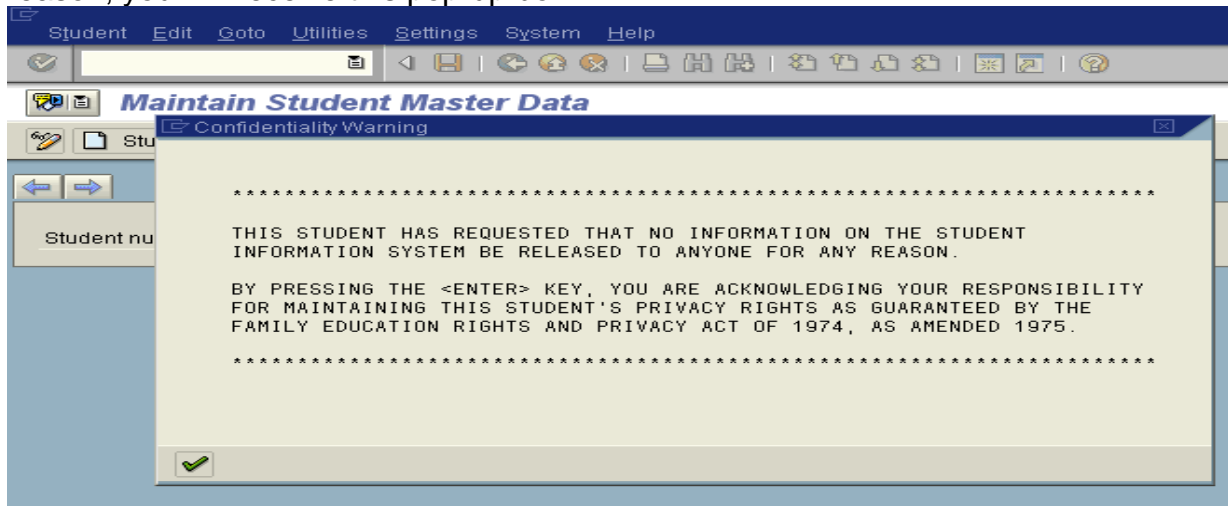 Student Edit Goto Utilities Settings System Help
Maintain Student Master Data
Stu
Confidentiality Warning
Student nu
***********************************************************************
THIS STUDENT HAS REQUESTED THAT NO INFORMATION ON THE STUDENT
INFORMATION SYSTEM BE RELEASED TO ANYONE FOR ANY REASON.
BY PRESSING THE <ENTER> KEY, YOU ARE ACKNOWLEDGING YOUR RESPONSIBILITY
FOR MAINTAINING THIS STUDENT'S PRIVACY RIGHTS AS GUARANTEED BY THE
FAMILY EDUCATION RIGHTS AND PRIVACY ACT OF 1974, AS AMENDED 1975.
***********************************************************************